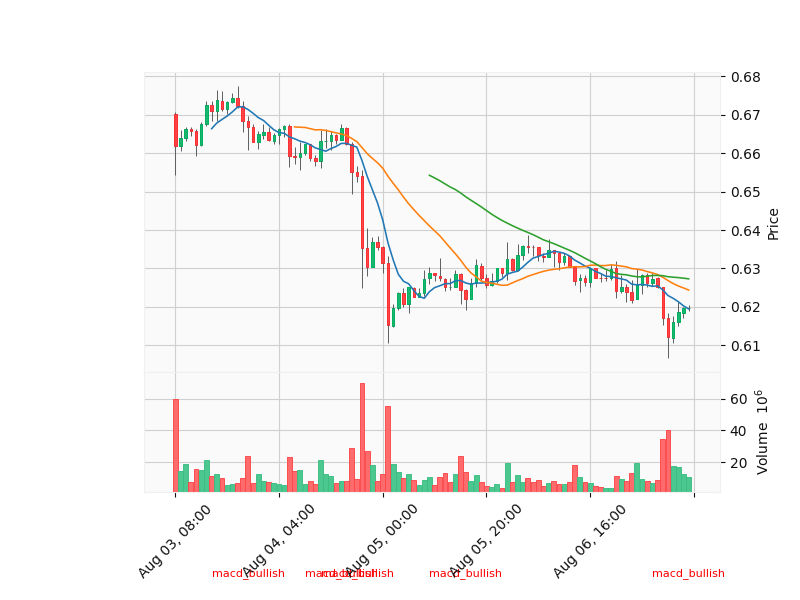 0.68
0.67
0.66
0.65
0.64
0.63
0.62
0.61
Price
60
40
20
Volume 10⁶
Aug 03, 08:00
Aug 04, 04:00
Aug 05, 00:00
Aug 05, 20:00
Aug 06, 16:00
macd_bullish
macd_bullish
macd_bullish
macd_bullish
macd_bullish